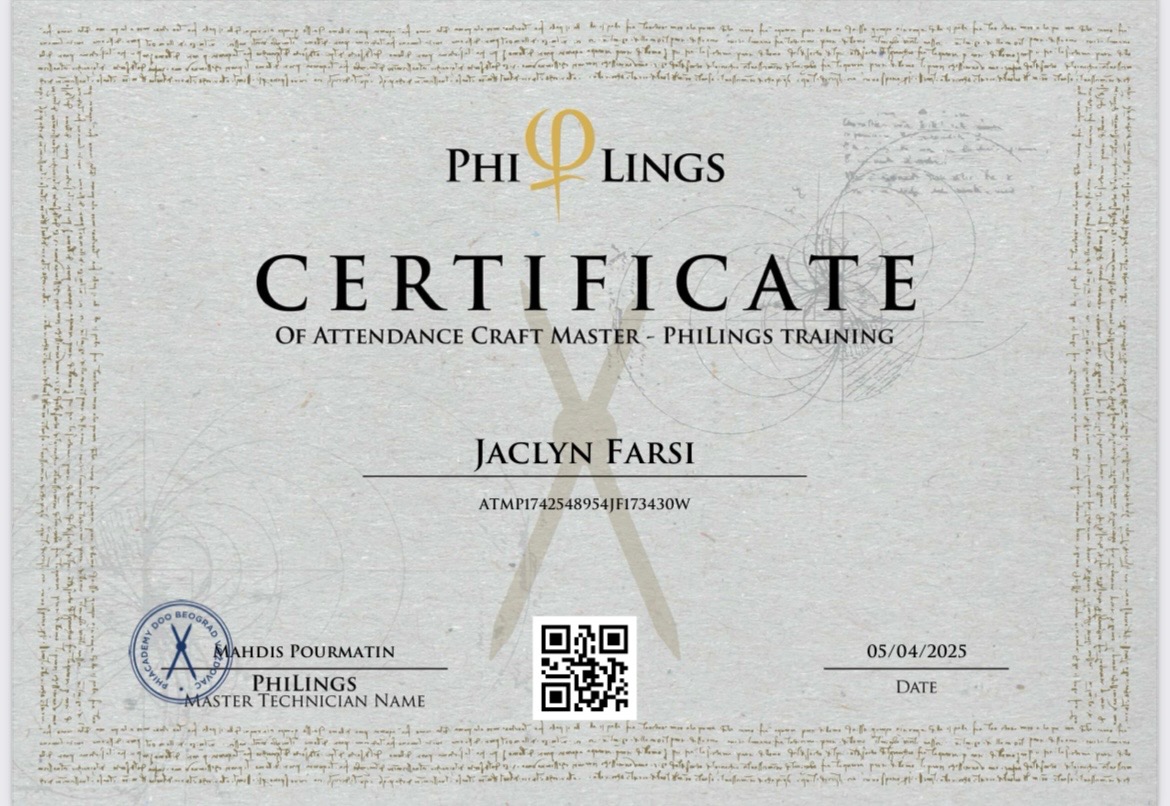 PHI φ LINGS
CERTIFICATE
OF ATTENDANCE CRAFT MASTER - PHILINGS TRAINING
JACLYN FARSI
ATMP1742548954JF173430W
PHIACADEMY DOO BEOGRAD VOZDOVAC
MAHDIS POURMATIN
PHILINGS
MASTER TECHNICIAN NAME
05/04/2025
DATE